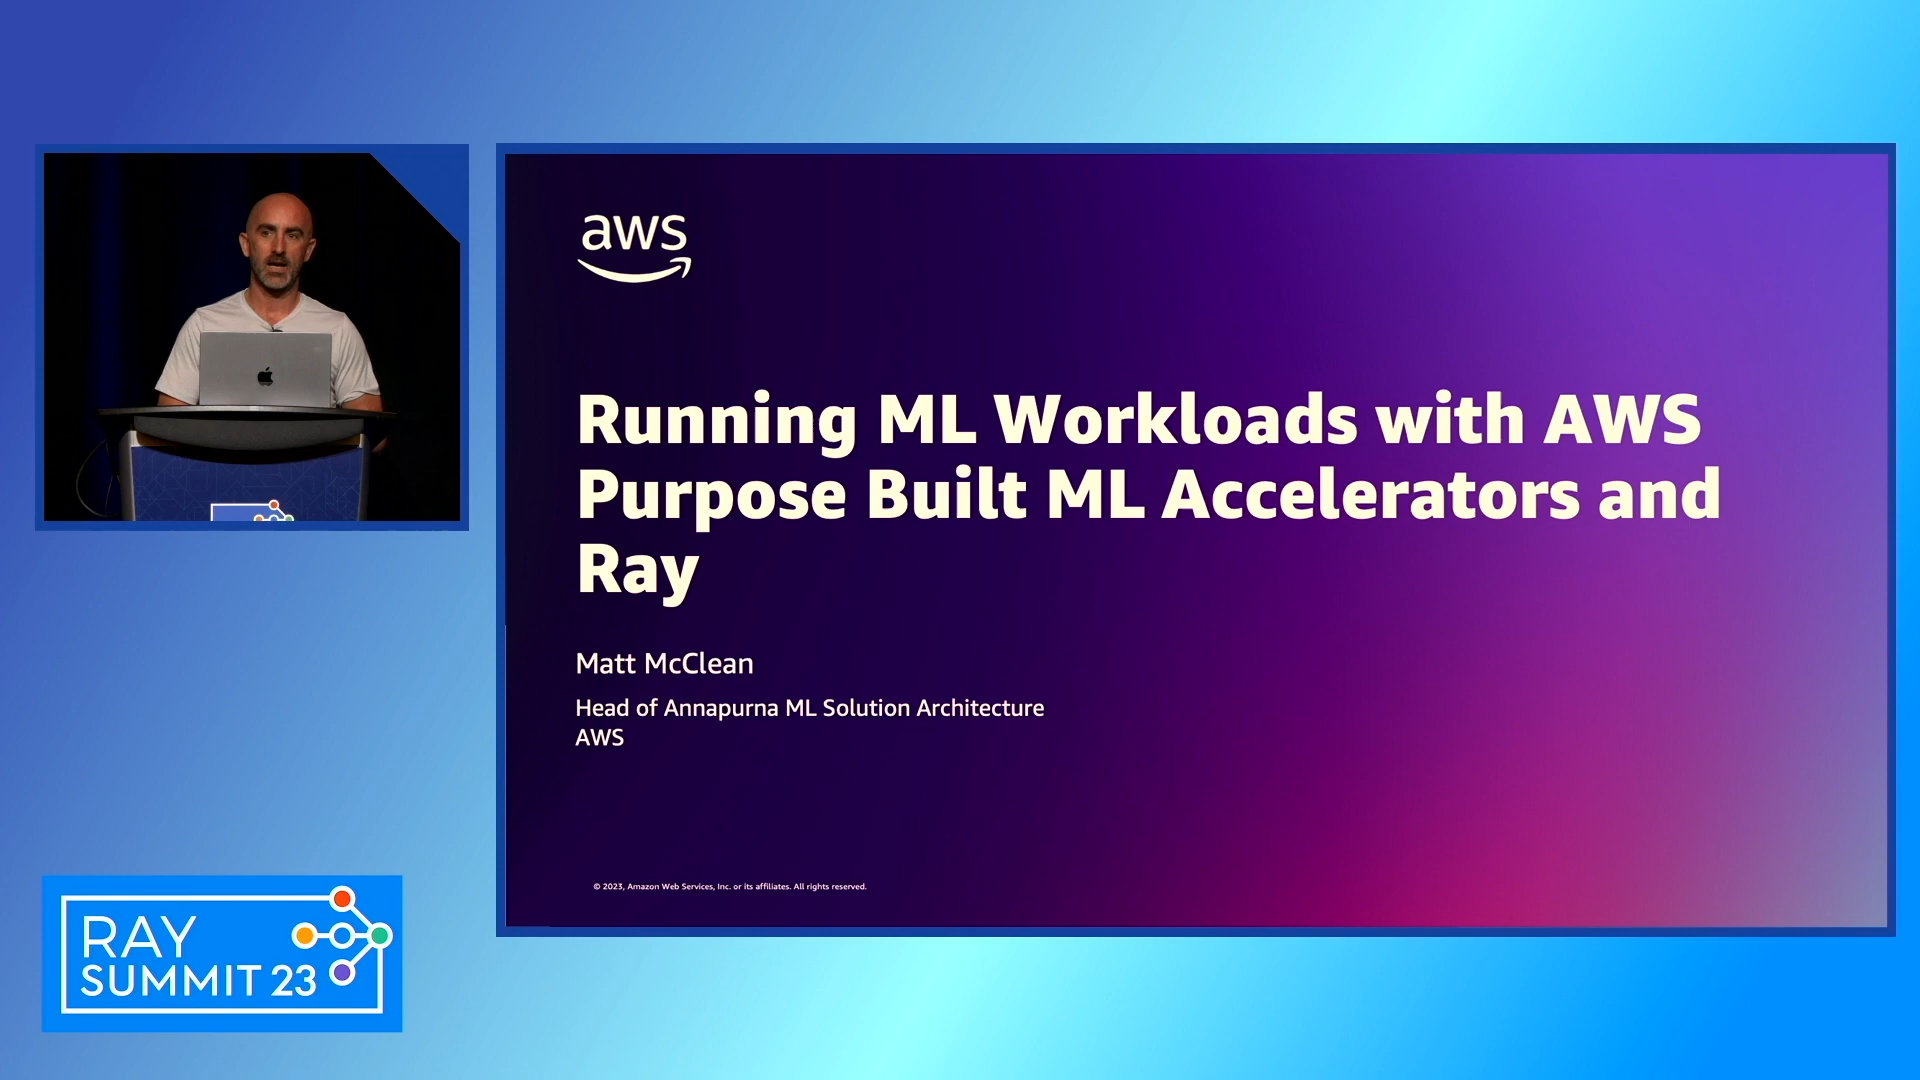 aws
Running ML Workloads with AWS
Purpose Built ML Accelerators and
Ray
Matt McClean
Head of Annapurna ML Solution Architecture
AWS
© 2023, Amazon Web Services, Inc. or its affiliates. All rights reserved.
RAY
SUMMIT 23